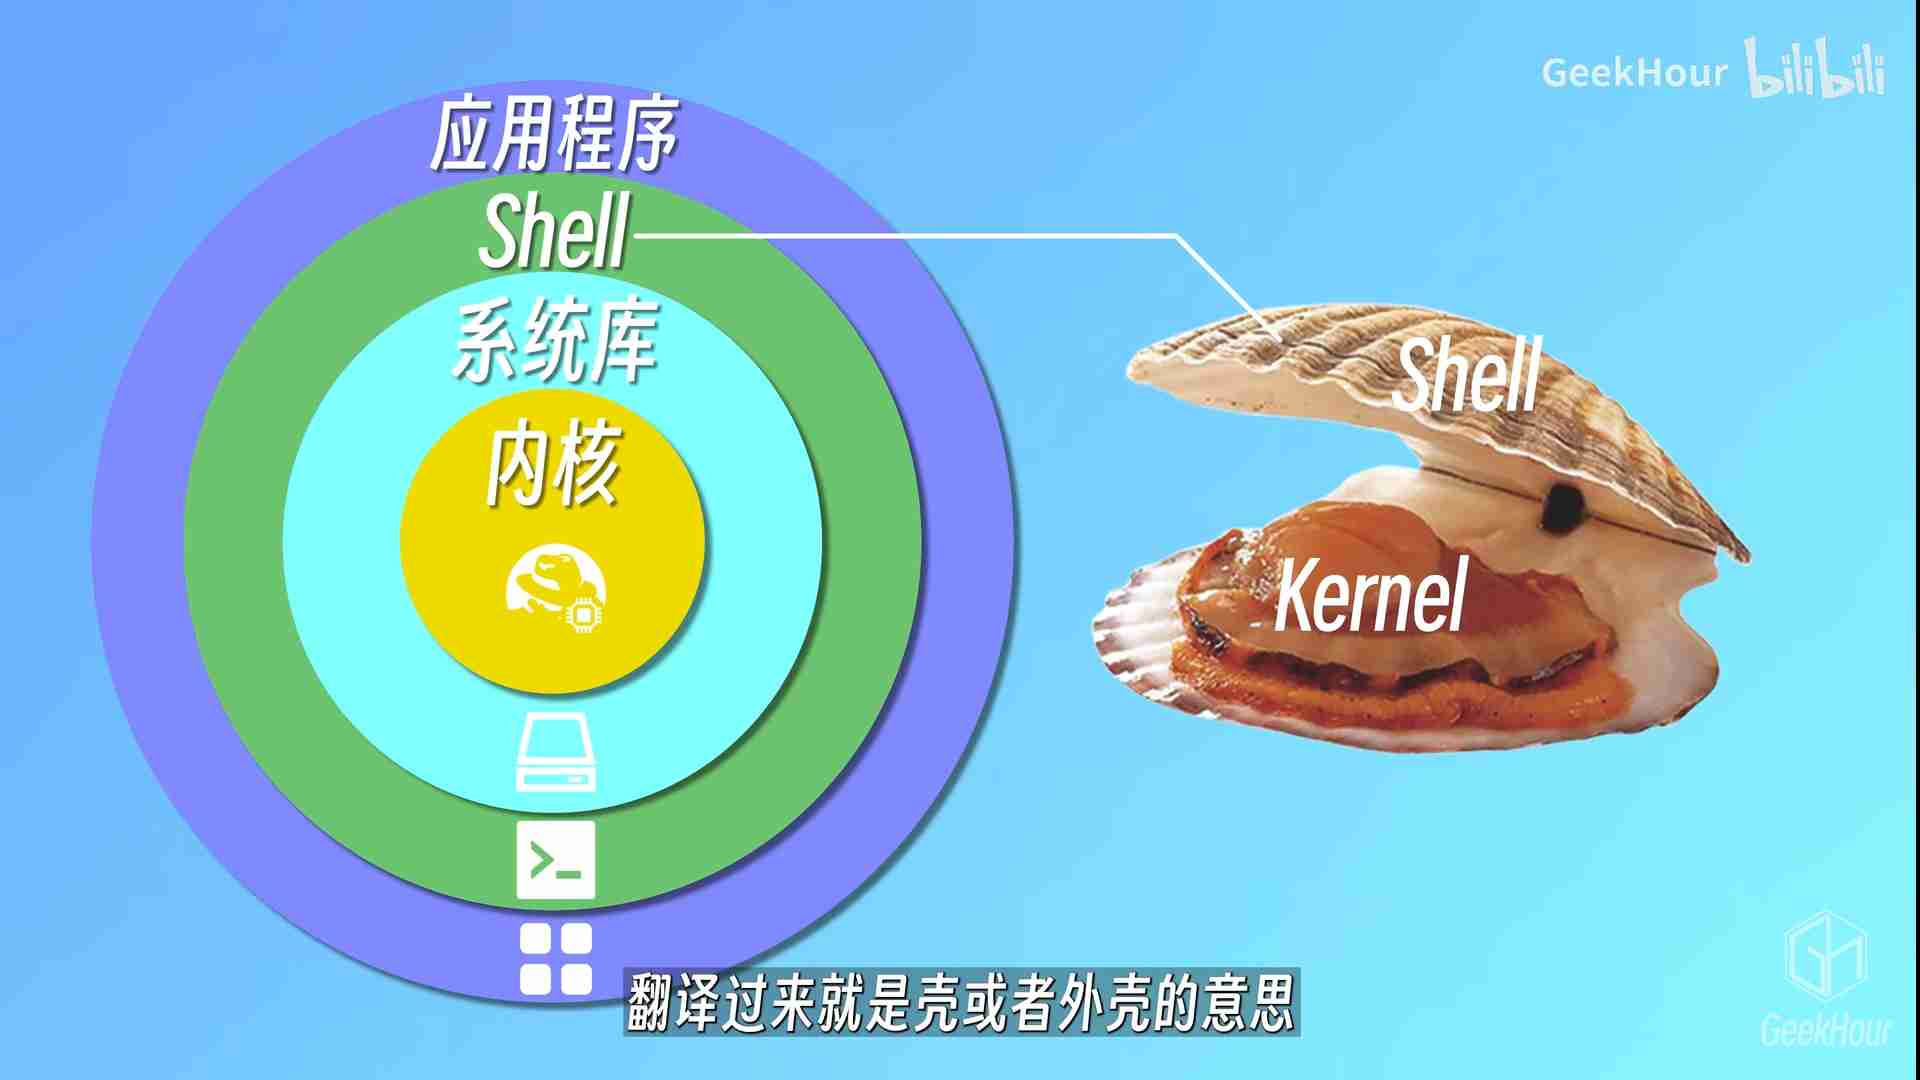 GeekHour bilibili
应用程序
Shell
系统库
内核
Shell
Kernel
>_
翻译过来就是壳或者外壳的意思
GH
GeekHour